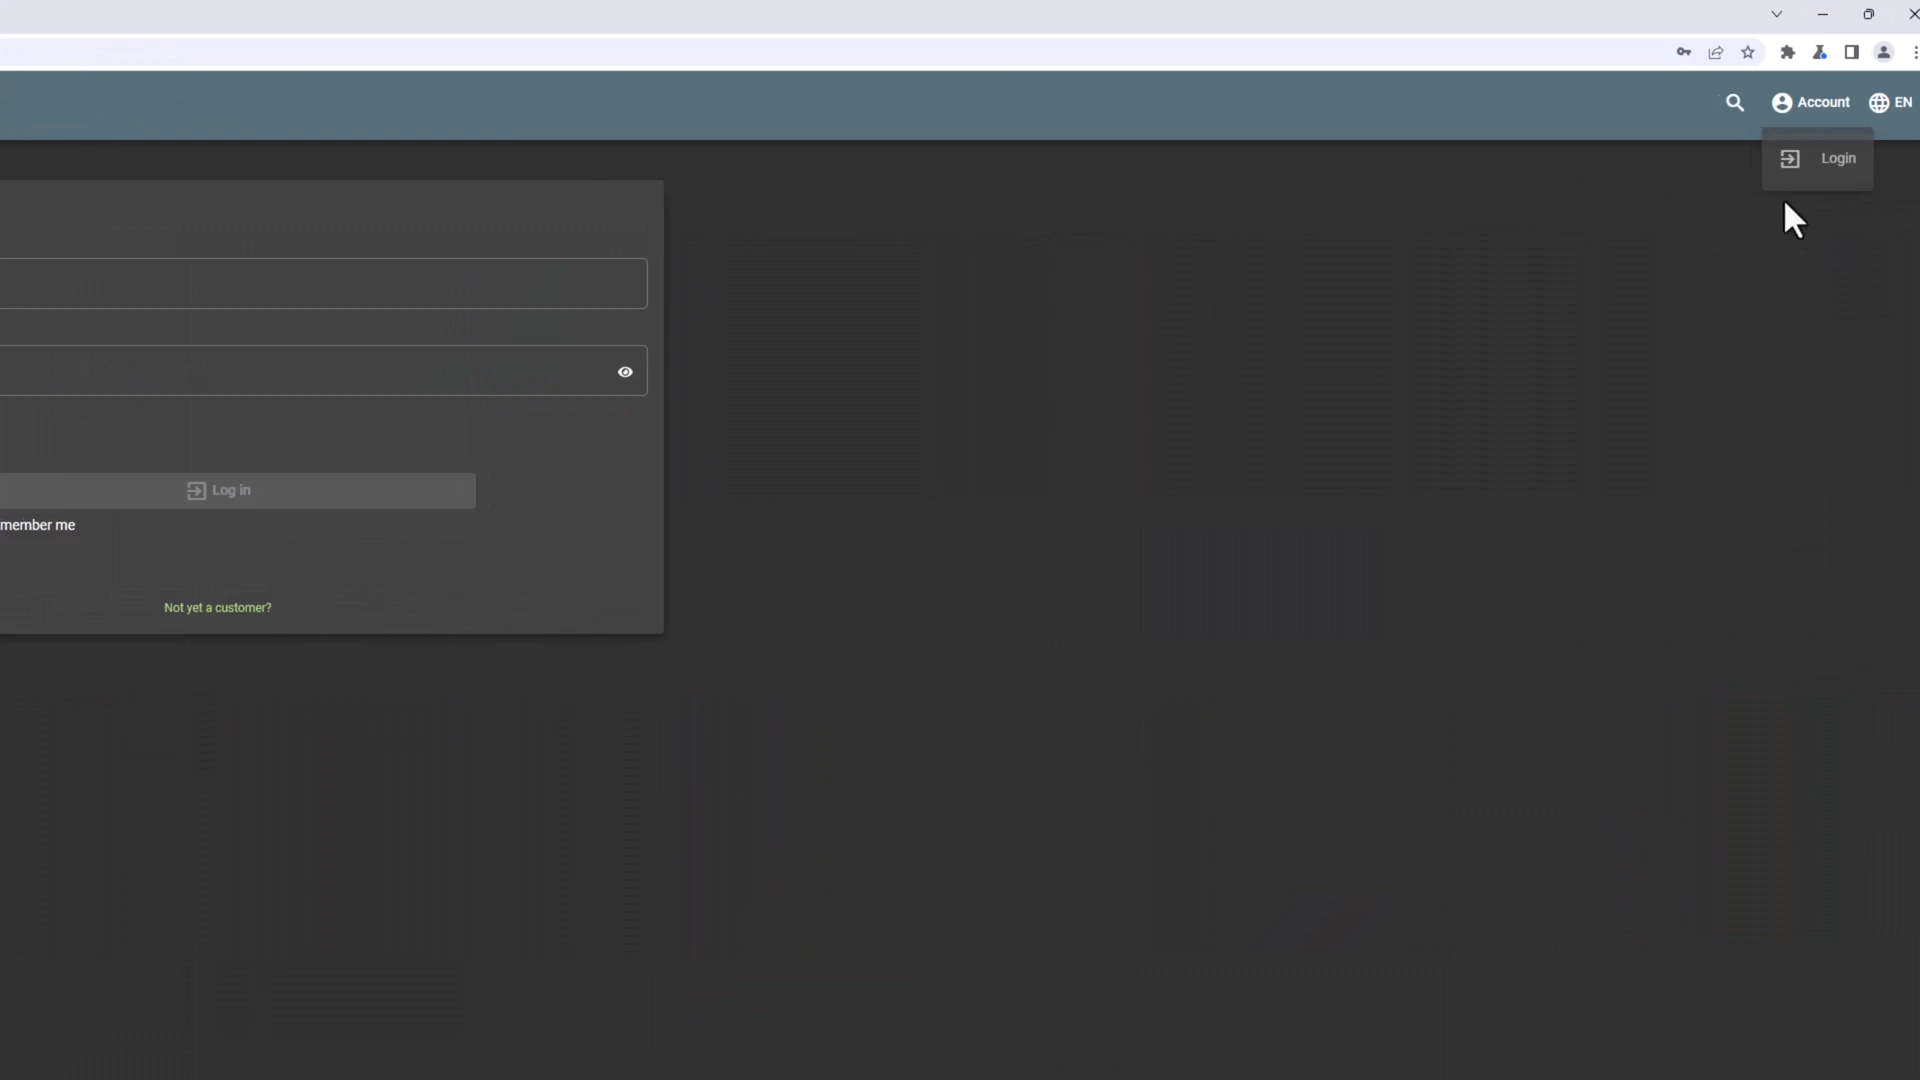 Account EN
Login
Log in
member me
Not yet a customer?